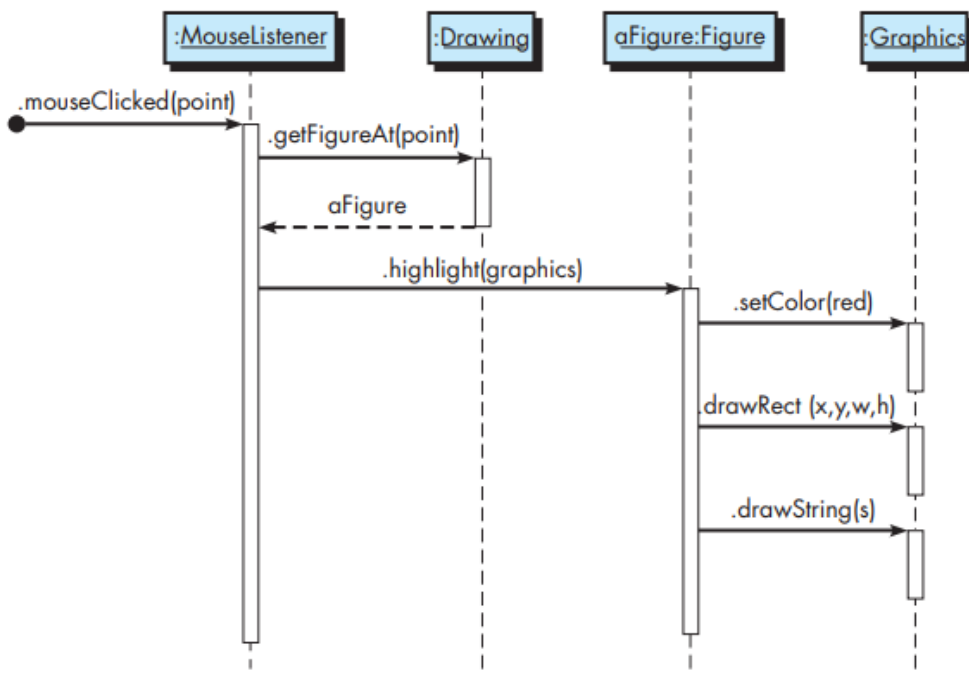 :MouseListener
:Drawing
aFigure:Figure
:Graphics
.mouseClicked(point)
.getFigureAt(point)
aFigure
.highlight(graphics)
.setColor(red)
.drawRect (x,y,w,h)
.drawString(s)